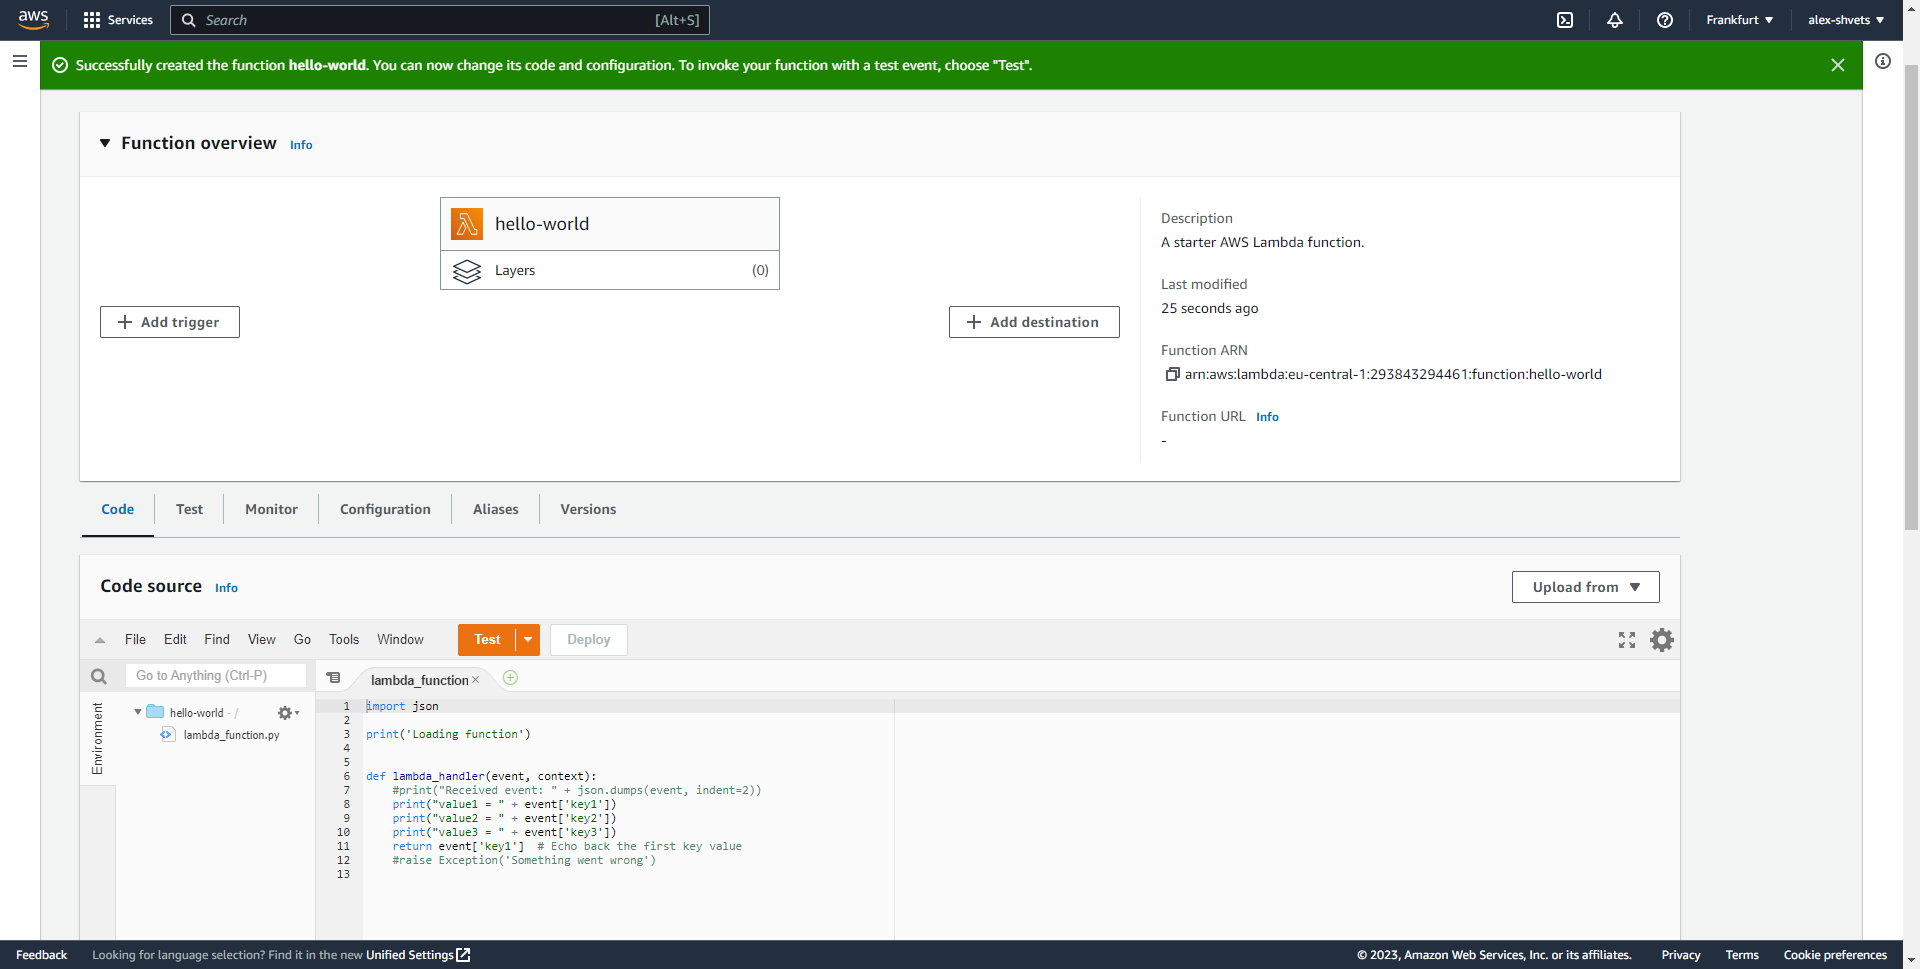 aws Services Search [Alt+S] Frankfurt ▼ alex-shvets ▼
Successfully created the function hello-world. You can now change its code and configuration. To invoke your function with a test event, choose "Test".
▼ Function overview Info
hello-world
Layers (0)
+ Add trigger
+ Add destination
Description
A starter AWS Lambda function.
Last modified
25 seconds ago
Function ARN
arn:aws:lambda:eu-central-1:293843294461:function:hello-world
Function URL Info
-
Code Test Monitor Configuration Aliases Versions
Code source Info
Upload from ▼
File Edit Find View Go Tools Window Test Deploy
Go to Anything (Ctrl-P)
lambda_function ×
Environment
hello-world - /
lambda_function.py
1 import json
2
3 print('Loading function')
4
5
6 def lambda_handler(event, context):
7     #print("Received event: " + json.dumps(event, indent=2))
8     print("value1 = " + event['key1'])
9     print("value2 = " + event['key2'])
10     print("value3 = " + event['key3'])
11     return event['key1']  # Echo back the first key value
12     #raise Exception('Something went wrong')
13
Feedback Looking for language selection? Find it in the new Unified Settings © 2023, Amazon Web Services, Inc. or its affiliates. Privacy Terms Cookie preferences